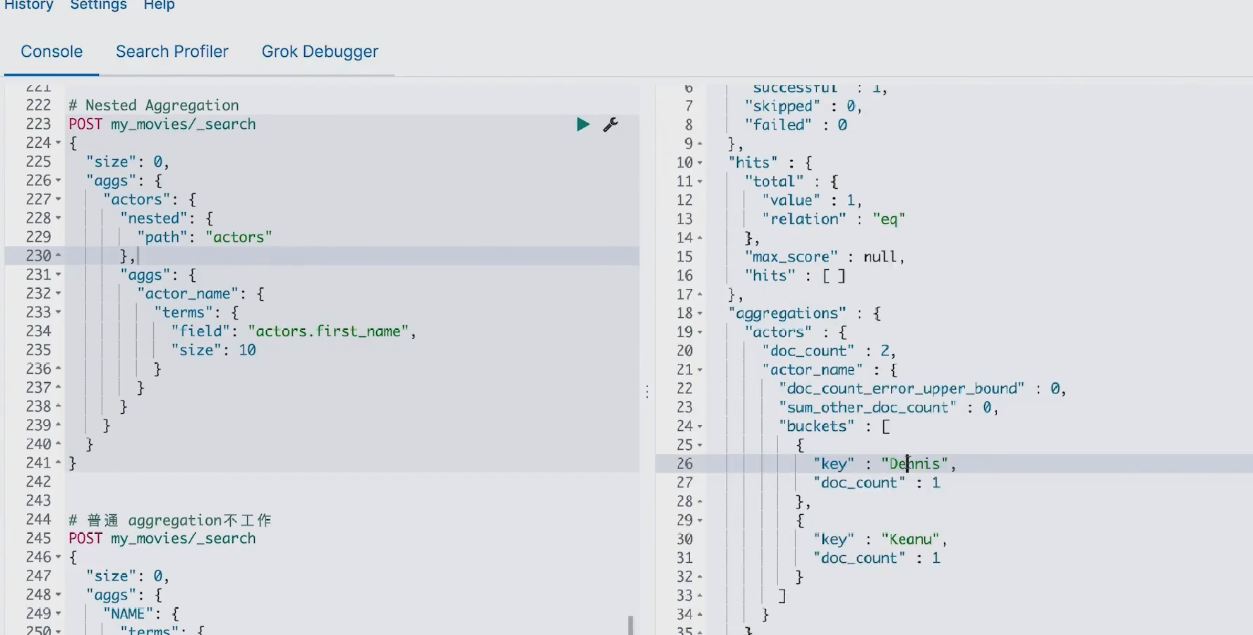 History Settings Help
Console Search Profiler Grok Debugger
221
222 # Nested Aggregation
223 POST my_movies/_search
224 {
225 "size": 0,
226 "aggs": {
227 "actors": {
228 "nested": {
229 "path": "actors"
230 },
231 "aggs": {
232 "actor_name": {
233 "terms": {
234 "field": "actors.first_name",
235 "size": 10
236 }
237 }
238 }
239 }
240 }
241 }
242
243
244 # 普通 aggregation不工作
245 POST my_movies/_search
246 {
247 "size": 0,
248 "aggs": {
249 "NAME": {
250 "terms": {
6 "successful" : 1,
7 "skipped" : 0,
8 "failed" : 0
9 },
10 "hits" : {
11 "total" : {
12 "value" : 1,
13 "relation" : "eq"
14 },
15 "max_score" : null,
16 "hits" : [ ]
17 },
18 "aggregations" : {
19 "actors" : {
20 "doc_count" : 2,
21 "actor_name" : {
22 "doc_count_error_upper_bound" : 0,
23 "sum_other_doc_count" : 0,
24 "buckets" : [
25 {
26 "key" : "Dennis",
27 "doc_count" : 1
28 },
29 {
30 "key" : "Keanu",
31 "doc_count" : 1
32 }
33 ]
34 }
35 }